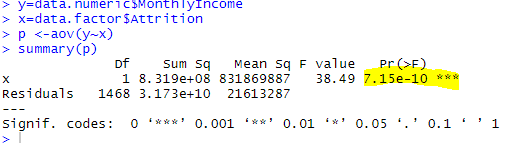 > y=data.numeric$MonthlyIncome
> x=data.factor$Attrition
> p <-aov(y~x)
> summary(p)
Df Sum Sq Mean Sq F value Pr(>F)
x 1 8.319e+08 831869887 38.49 7.15e-10 ***
Residuals 1468 3.173e+10 21613287
---
Signif. codes: 0 ‘***’ 0.001 ‘**’ 0.01 ‘*’ 0.05 ‘.’ 0.1 ‘ ’ 1
>